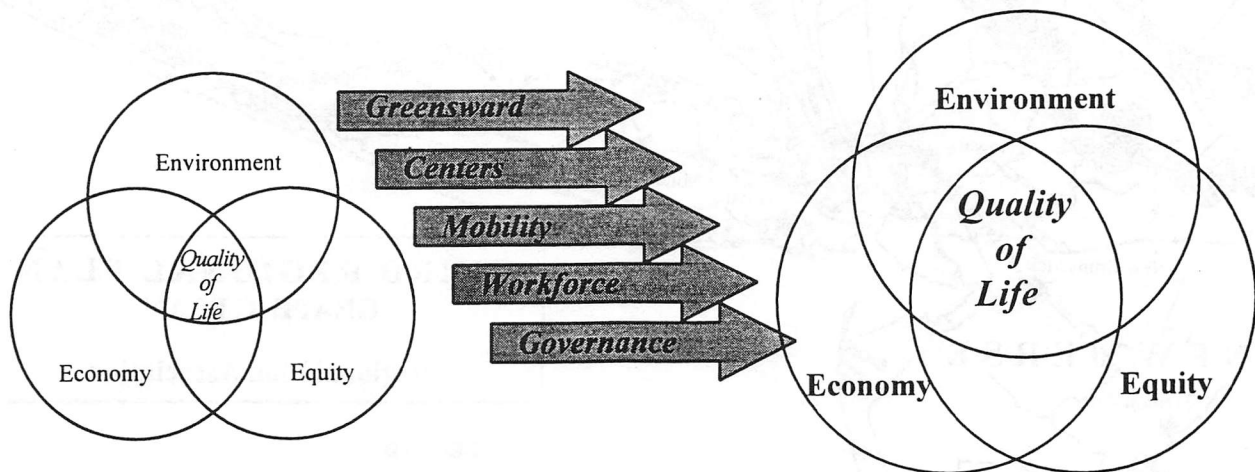 Environment
Quality
of
Life
Economy
Equity
Greensward
Centers
Mobility
Workforce
Governance
Environment
Quality
of
Life
Economy
Equity